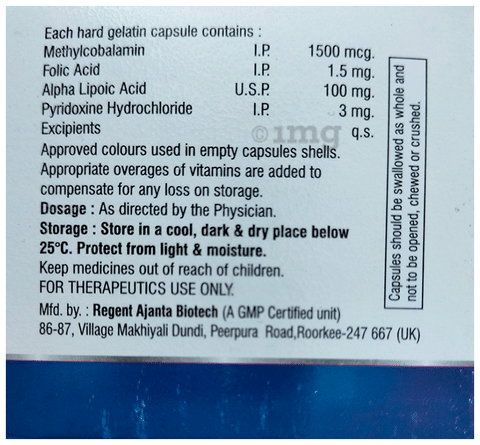 Each hard gelatin capsule contains :
Methylcobalamin I.P. 1500 mcg.
Folic Acid I.P. 1.5 mg.
Alpha Lipoic Acid U.S.P. 100 mg.
Pyridoxine Hydrochloride I.P. 3 mg.
Excipients q.s.
©1mg
Approved colours used in empty capsules shells.
Appropriate overages of vitamins are added to
compensate for any loss on storage.
Dosage : As directed by the Physician.
Storage : Store in a cool, dark & dry place below
25°C. Protect from light & moisture.
Keep medicines out of reach of children.
FOR THERAPEUTICS USE ONLY.
Mfd. by. : Regent Ajanta Biotech (A GMP Certified unit)
86-87, Village Makhiyali Dundi, Peerpura Road,Roorkee-247 667 (UK)
Capsules should be swallowed as whole and
not to be opened, chewed or crushed.